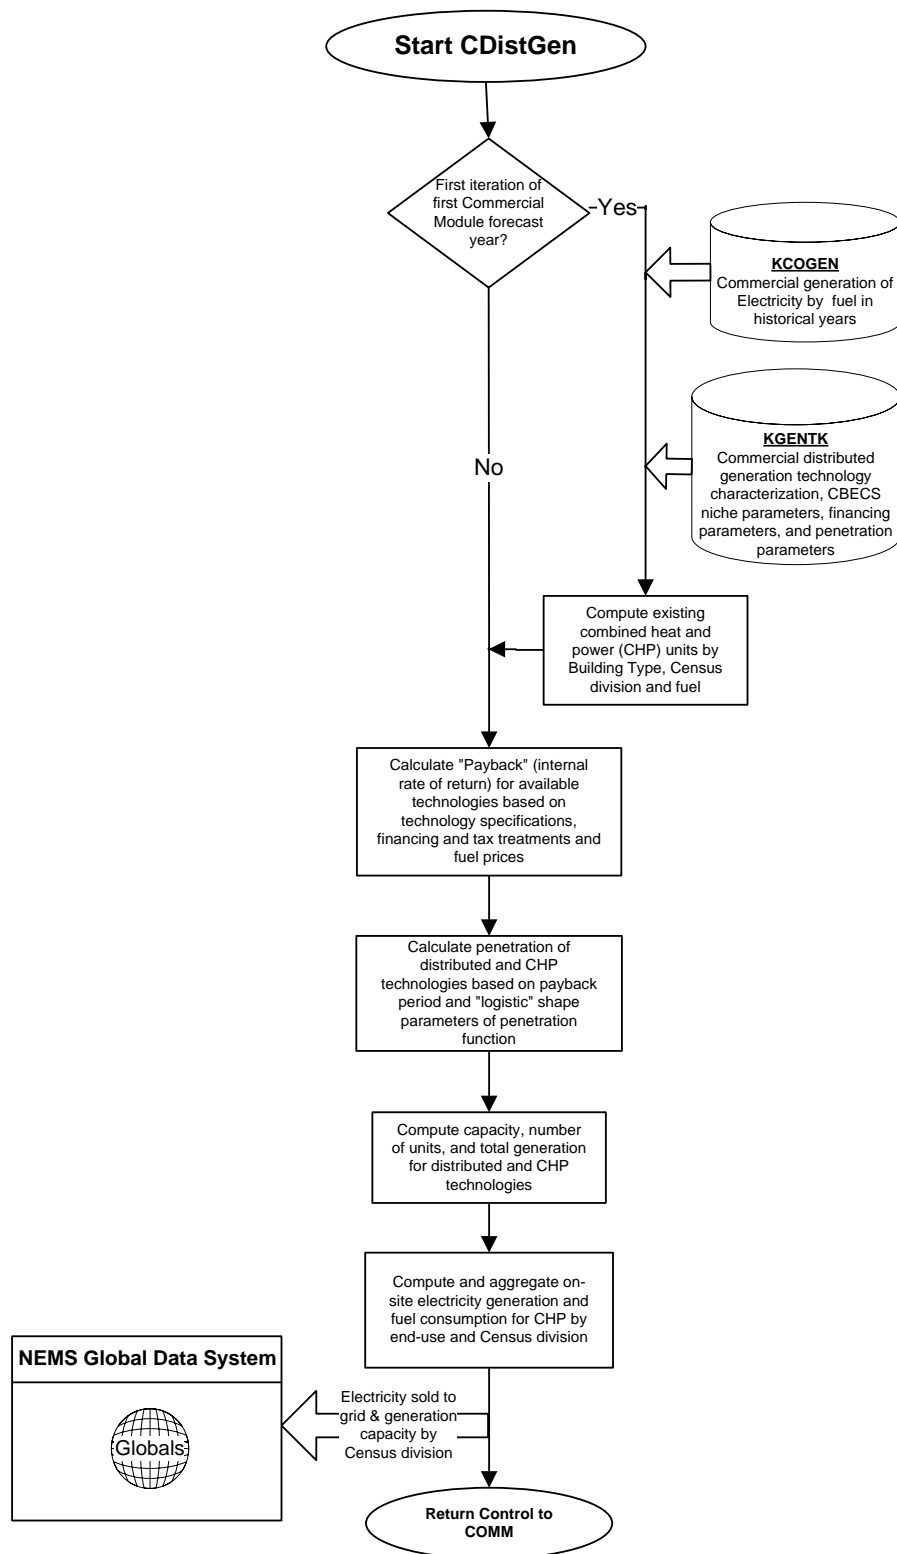 Start CDistGen
First iteration of
first Commercial
Module forecast
year?
Yes
KCOGEN
Commercial generation of
Electricity by  fuel in
historical years
KGENTK
Commercial distributed
generation technology
characterization, CBECS
niche parameters, financing
parameters, and penetration
parameters
No
Compute existing
combined heat and
power (CHP) units by
Building Type, Census
division and fuel
Calculate "Payback" (internal
rate of return) for available
technologies based on
technology specifications,
financing and tax treatments and
fuel prices
Calculate penetration of
distributed and CHP
technologies based on payback
period and "logistic" shape
parameters of penetration
function
Compute capacity, number
of units, and total generation
for distributed and CHP
technologies
Compute and aggregate on-
site electricity generation and
fuel consumption for CHP by
end-use and Census division
NEMS Global Data System
Globals
Electricity sold to
grid & generation
capacity by
Census division
Return Control to
COMM